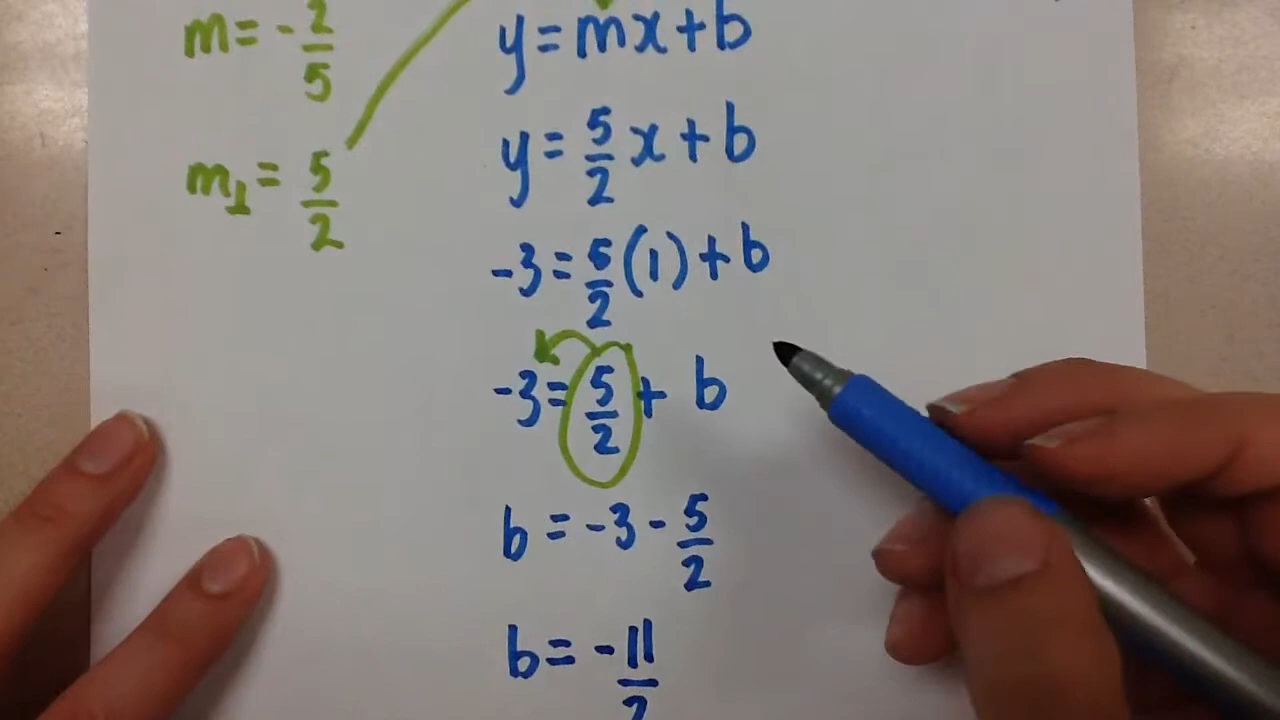 m = -2/5
m⊥ = 5/2
y = mx + b
y = 5/2 x + b
-3 = 5/2 (1) + b
-3 = 5/2 + b
b = -3 - 5/2
b = -11/2